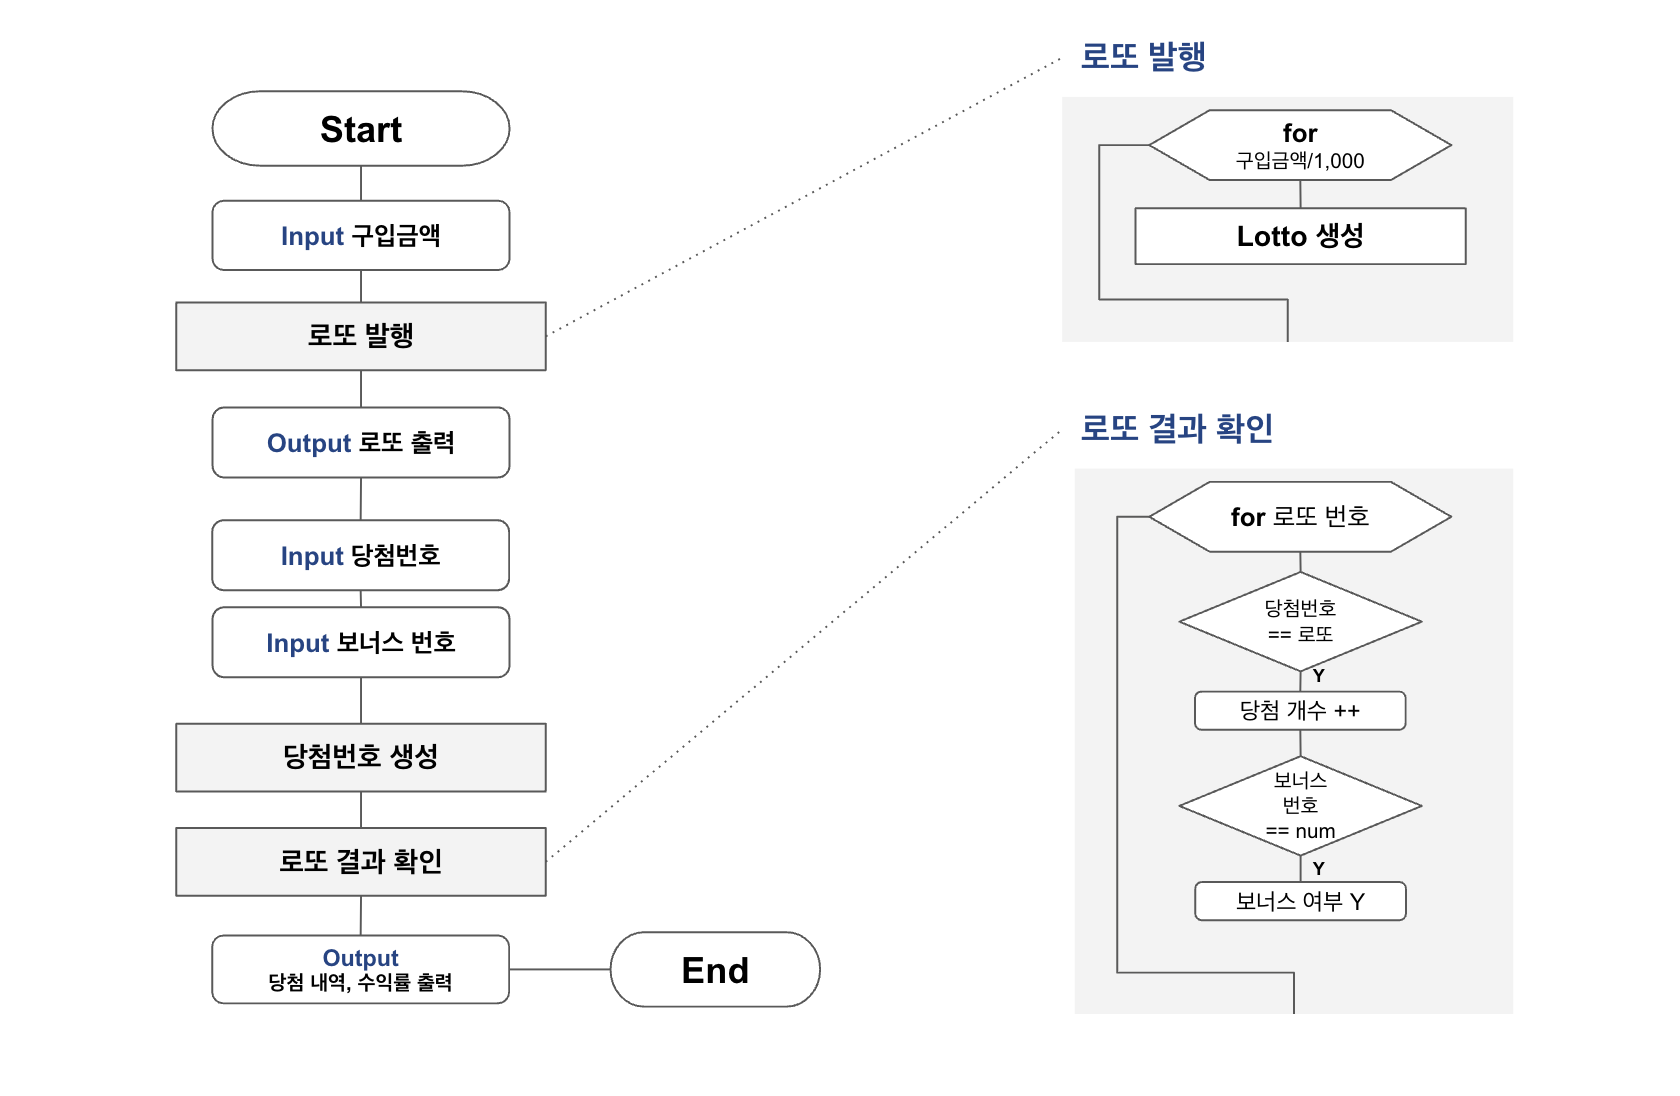 Start
Input 구입금액
로또 발행
Output 로또 출력
Input 당첨번호
Input 보너스 번호
당첨번호 생성
로또 결과 확인
Output
당첨 내역, 수익률 출력
End
로또 발행
for
구입금액/1,000
Lotto 생성
로또 결과 확인
for 로또 번호
당첨번호
== 로또
Y
당첨 개수 ++
보너스
번호
== num
Y
보너스 여부 Y